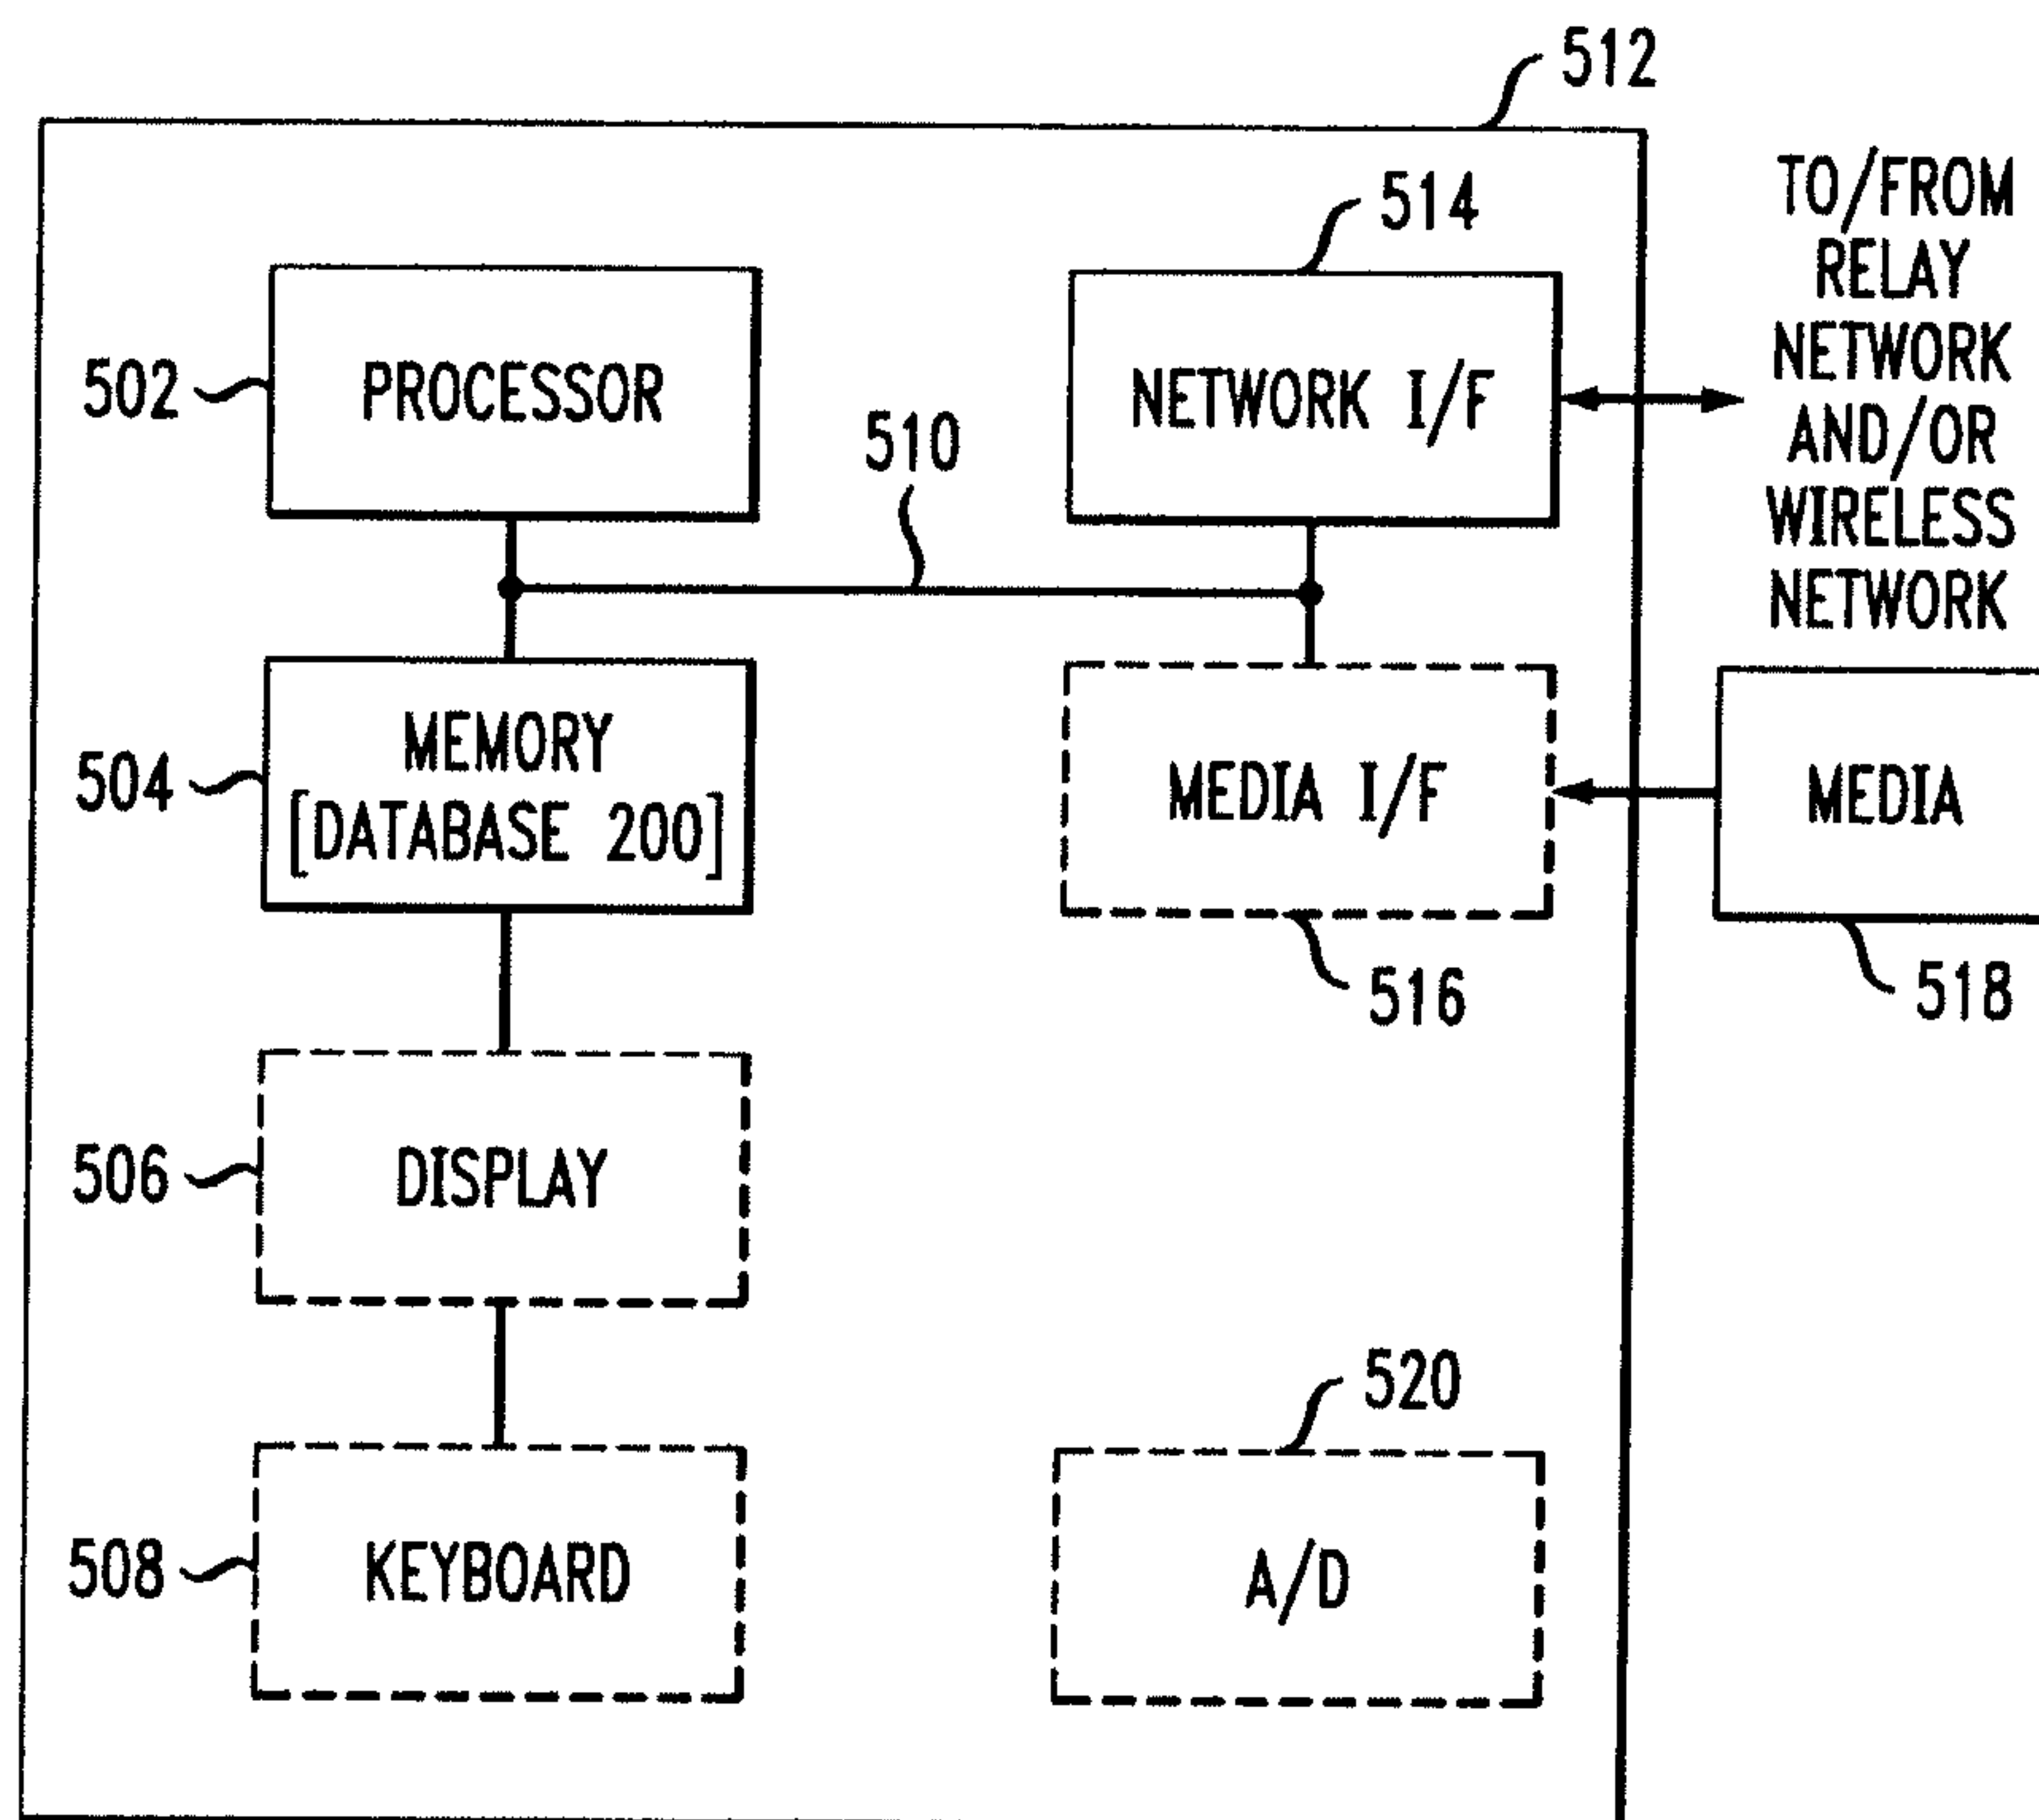 512
514
TO/FROM
RELAY
NETWORK
AND/OR
WIRELESS
NETWORK
502
PROCESSOR
NETWORK I/F
510
504
MEMORY
[DATABASE 200]
MEDIA I/F
MEDIA
516
518
506
DISPLAY
520
508
KEYBOARD
A/D